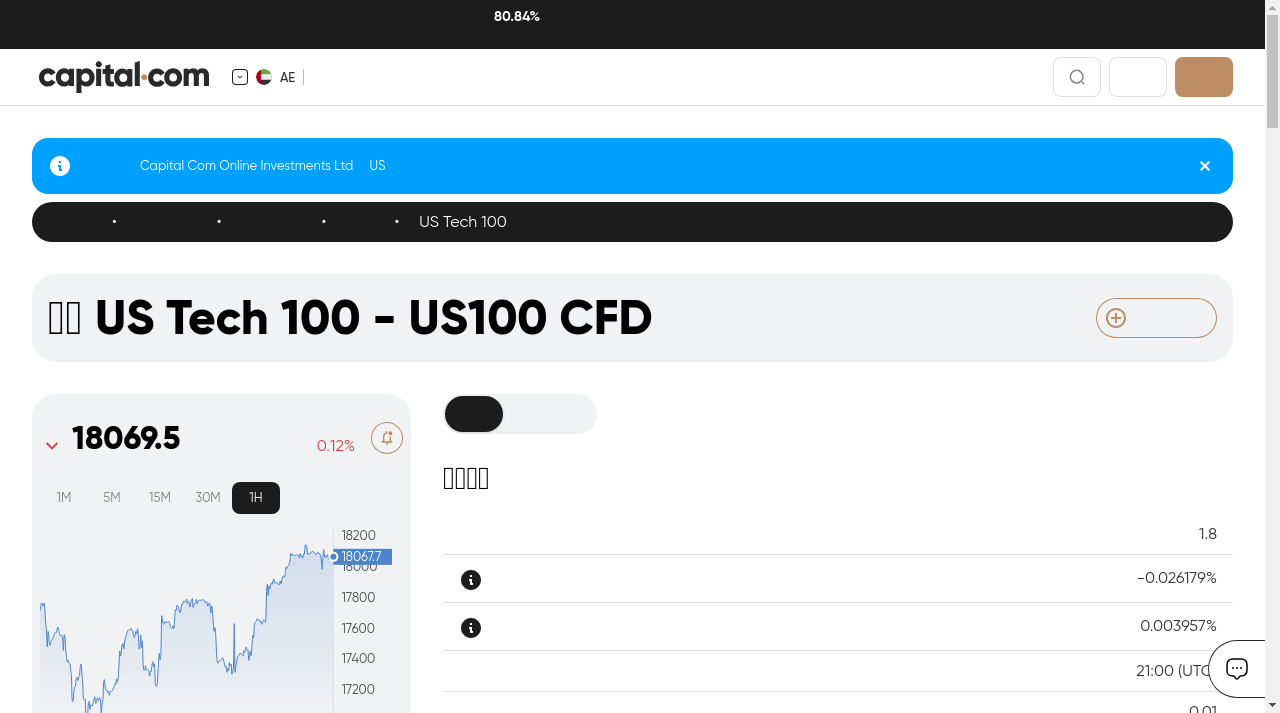 80.84%
capital.com
AE
Capital Com Online Investments Ltd US
US Tech 100
US Tech 100 - US100 CFD
18069.5
0.12%
1M 5M 15M 30M 1H
18200
18067.7
18000
17800
17600
17400
17200
1.8
-0.026179%
0.003957%
21:00 (UTC)
0.01